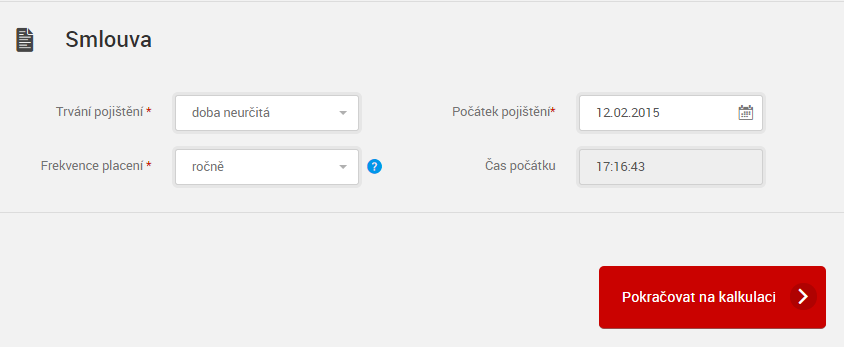 Smlouva
Trvání pojištění * doba neurčitá Počátek pojištění* 12.02.2015
Frekvence placení * ročně ? Čas počátku 17:16:43
Pokračovat na kalkulaci